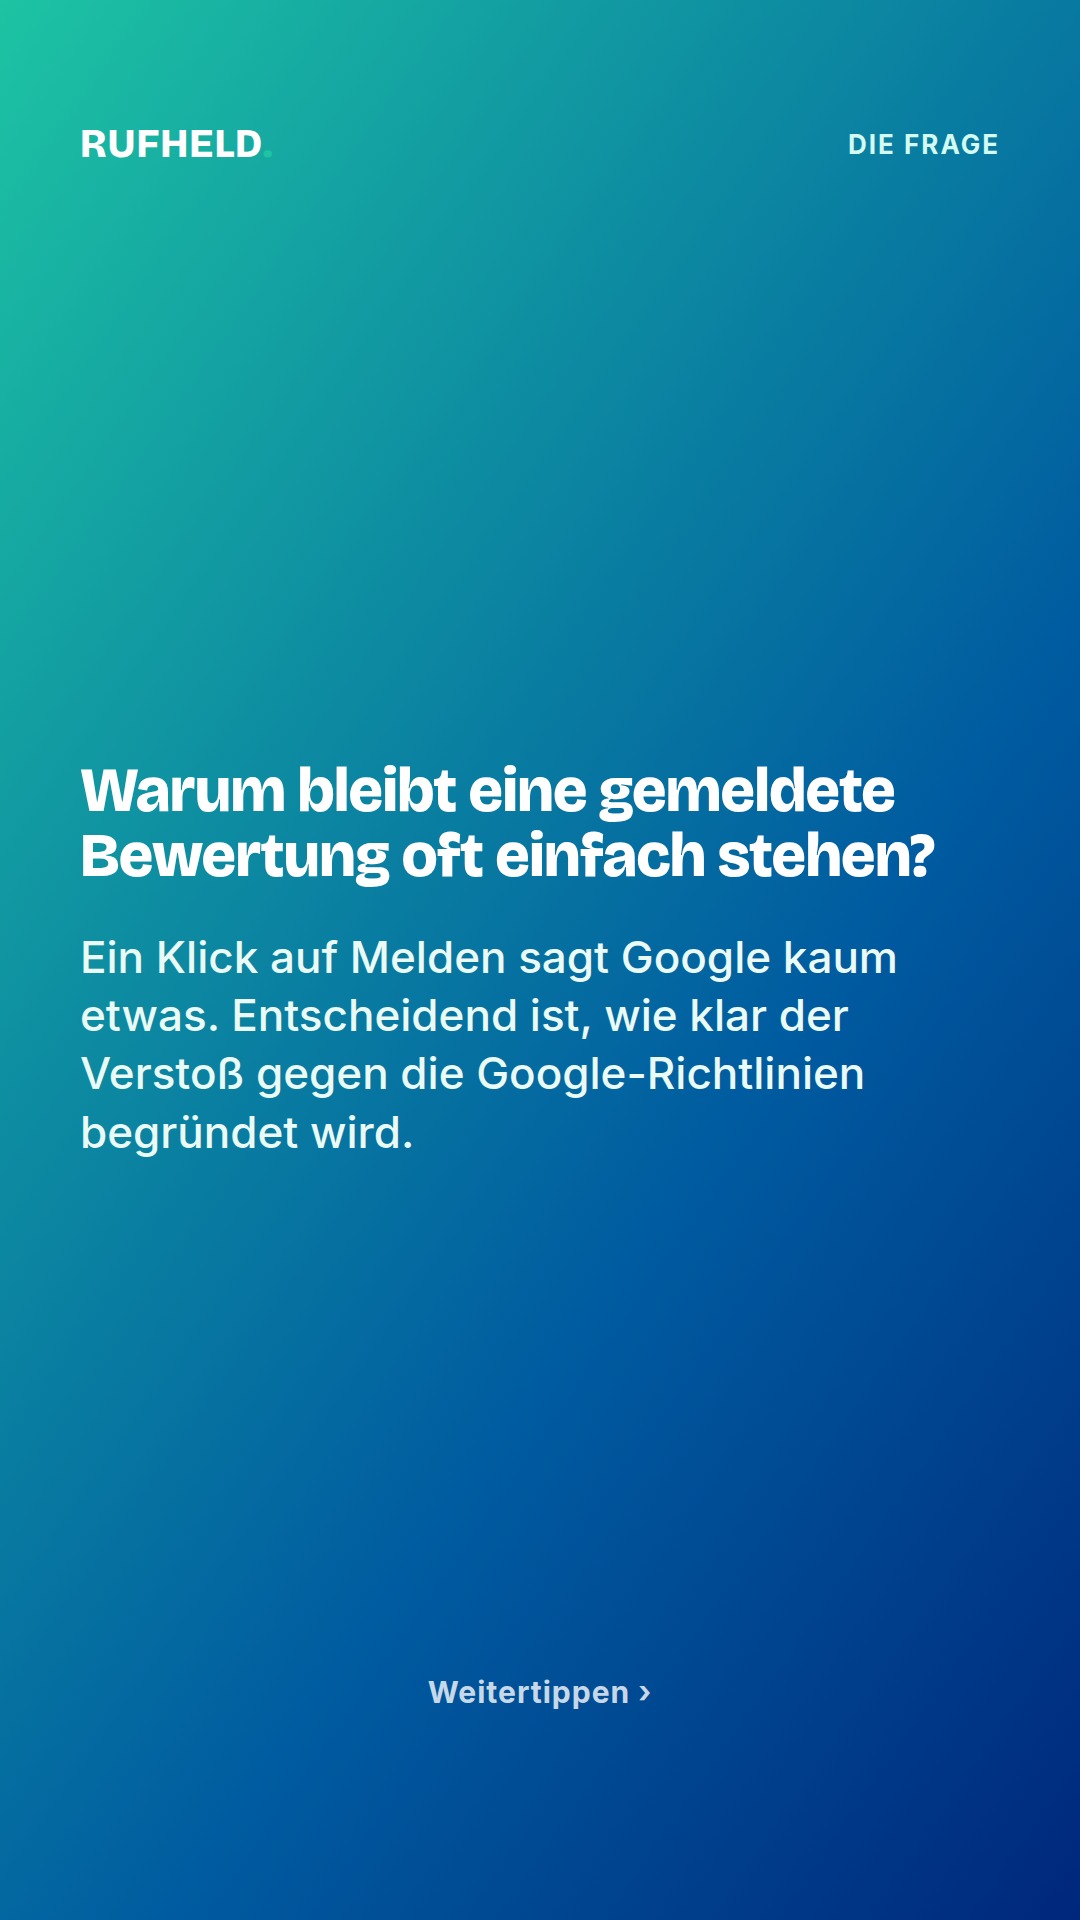 RUFHELD.
DIE FRAGE
Warum bleibt eine gemeldete
Bewertung oft einfach stehen?
Ein Klick auf Melden sagt Google kaum
etwas. Entscheidend ist, wie klar der
Verstoß gegen die Google-Richtlinien
begründet wird.
Weitertippen ›